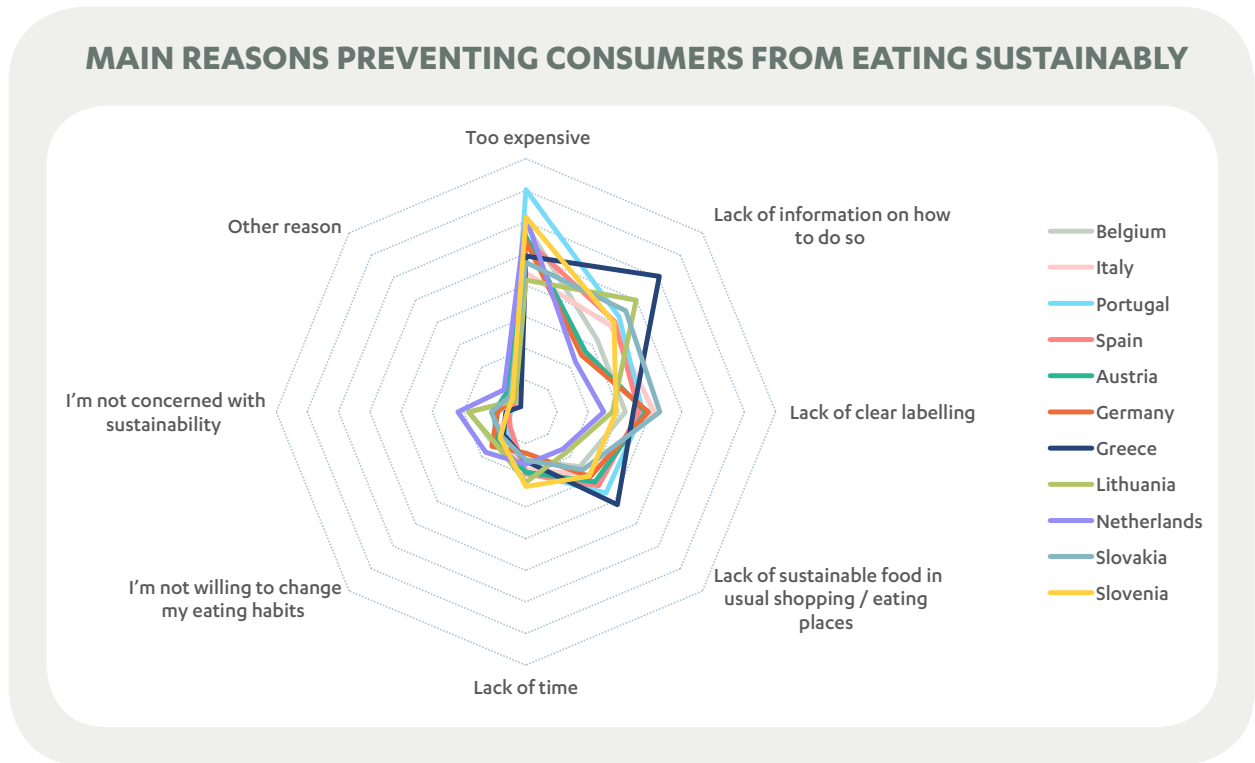 MAIN REASONS PREVENTING CONSUMERS FROM EATING SUSTAINABLY
Too expensive
Lack of information on how
to do so
Lack of clear labelling
Lack of sustainable food in
usual shopping / eating
places
Lack of time
I'm not willing to change
my eating habits
I'm not concerned with
sustainability
Other reason
Belgium
Italy
Portugal
Spain
Austria
Germany
Greece
Lithuania
Netherlands
Slovakia
Slovenia